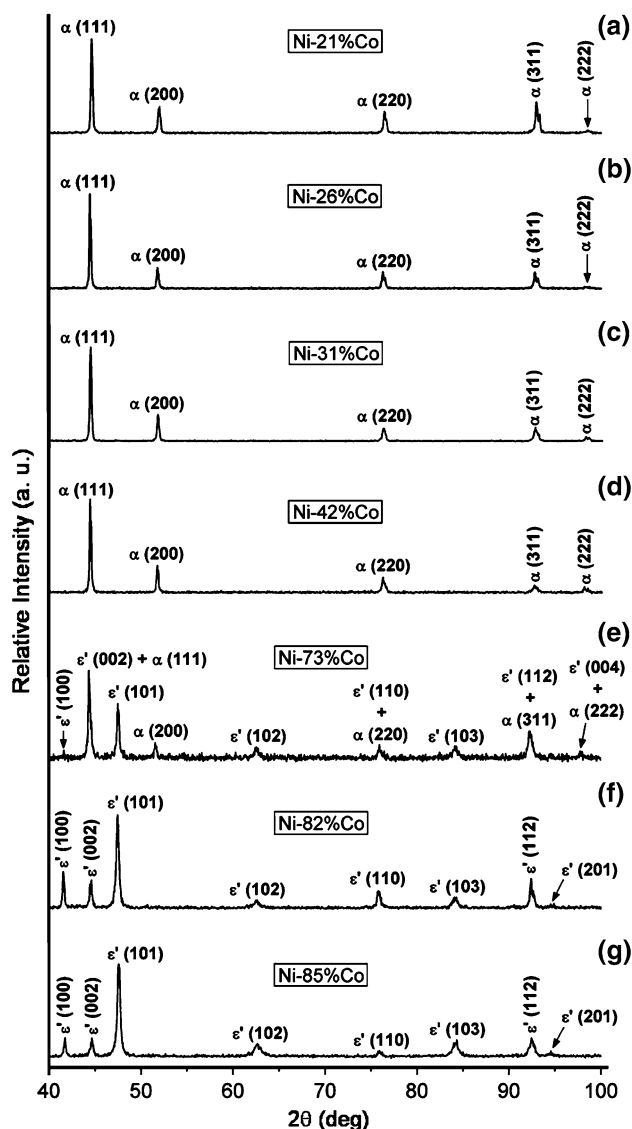 Relative Intensity (a. u.)
(a)
Ni-21%Co
α (111)
α (200)
α (220)
α (311)
α (222)
(b)
Ni-26%Co
α (111)
α (200)
α (220)
α (311)
α (222)
(c)
Ni-31%Co
α (111)
α (200)
α (220)
α (311)
α (222)
(d)
Ni-42%Co
α (111)
α (200)
α (220)
α (311)
α (222)
(e)
Ni-73%Co
ε' (100)
ε' (002) + α (111)
ε' (101)
α (200)
ε' (102)
ε' (110)
+
α (220)
ε' (103)
ε' (112)
+
α (311)
ε' (004)
+
α (222)
(f)
Ni-82%Co
ε' (100)
ε' (002)
ε' (101)
ε' (102)
ε' (110)
ε' (103)
ε' (112)
ε' (201)
(g)
Ni-85%Co
ε' (100)
ε' (002)
ε' (101)
ε' (102)
ε' (110)
ε' (103)
ε' (112)
ε' (201)
40 50 60 70 80 90 100
2θ (deg)